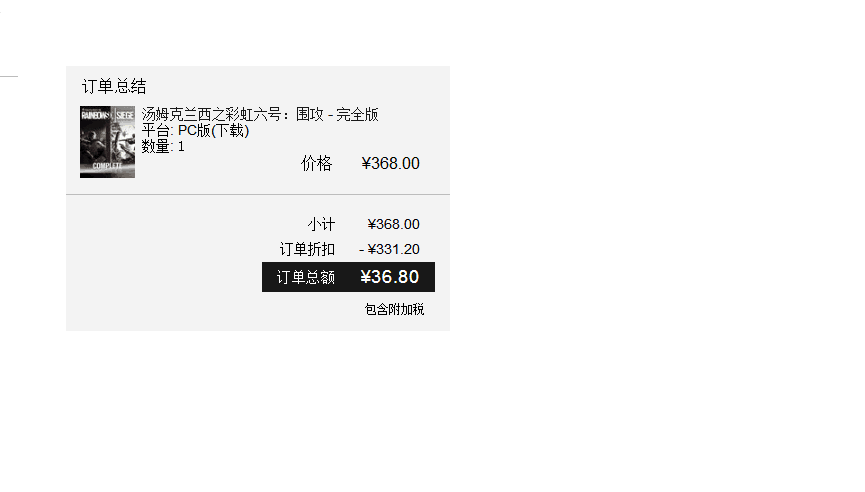 订单总结
RAINBOW SIEGE
COMPLETE
汤姆克兰西之彩虹六号：围攻 - 完全版
平台: PC版(下载)
数量: 1
价格 ¥368.00
小计 ¥368.00
订单折扣 - ¥331.20
订单总额 ¥36.80
包含附加税